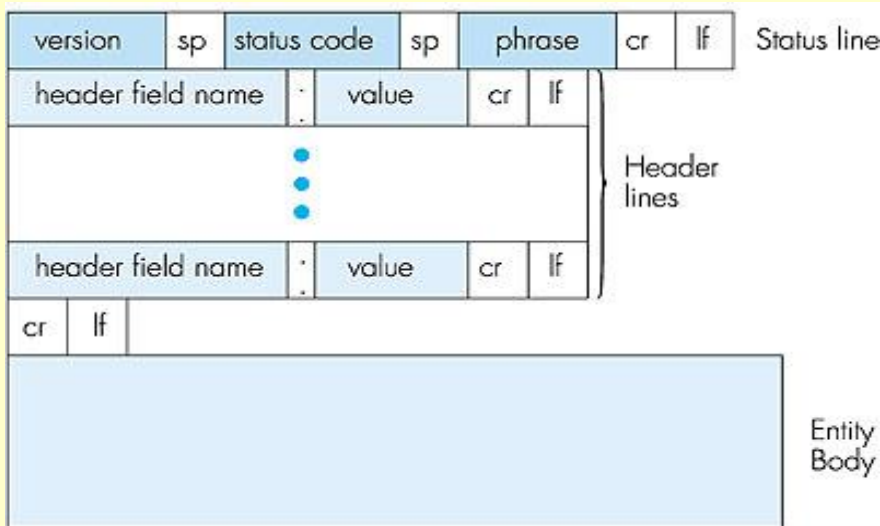 version sp status code sp phrase cr lf Status line
header field name : value cr lf
Header
lines
header field name : value cr lf
cr lf
Entity
Body